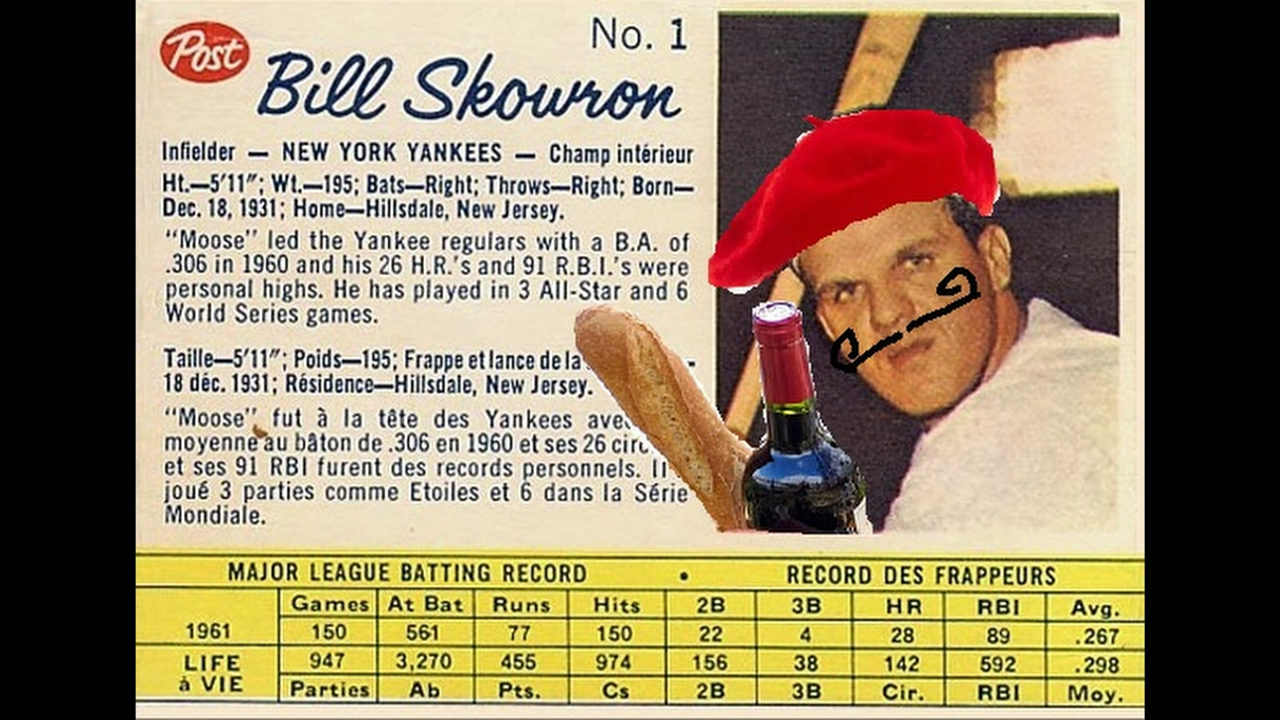 Post
No. 1
Bill Skowron
Infielder — NEW YORK YANKEES — Champ intérieur
Ht.—5'11"; Wt.—195; Bats—Right; Throws—Right; Born—
Dec. 18, 1931; Home—Hillsdale, New Jersey.
"Moose" led the Yankee regulars with a B.A. of
.306 in 1960 and his 26 H.R.'s and 91 R.B.I.'s were
personal highs. He has played in 3 All-Star and 6
World Series games.
Taille—5'11"; Poids—195; Frappe et lance de la -
18 déc. 1931; Résidence—Hillsdale, New Jersey.
"Moose" fut à la tête des Yankees
moyenne au bâton de .306 en 1960 et ses 26
et ses 91 RBI furent des records personnels. Il
joué 3 parties comme Etoiles et 6 dans la Série
Mondiale.
MAJOR LEAGUE BATTING RECORD • RECORD DES FRAPPEURS
Games At Bat Runs Hits 2B 3B HR RBI Avg.
1961 150 561 77 150 22 4 28 89 .267
LIFE à VIE 947 3,270 455 974 156 38 142 592 .298
Parties Ab Pts. Cs 2B 3B Cir. RBI Moy.